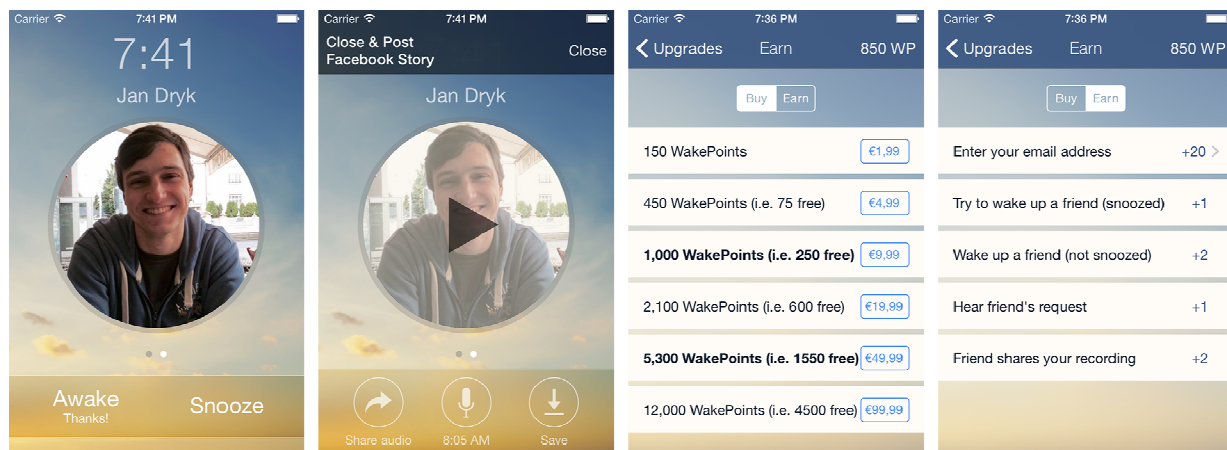 Carrier 7:41 PM
7:41
Jan Dryk
Awake
Thanks!
Snooze
Carrier 7:41 PM
Close & Post
Facebook Story
Close
Jan Dryk
Share audio
8:05 AM
Save
Carrier 7:36 PM
Upgrades Earn 850 WP
Buy Earn
150 WakePoints €1,99
450 WakePoints (i.e. 75 free) €4,99
1,000 WakePoints (i.e. 250 free) €9,99
2,100 WakePoints (i.e. 600 free) €19,99
5,300 WakePoints (i.e. 1550 free) €49,99
12,000 WakePoints (i.e. 4500 free) €99,99
Carrier 7:36 PM
Upgrades Earn 850 WP
Buy Earn
Enter your email address +20
Try to wake up a friend (snoozed) +1
Wake up a friend (not snoozed) +2
Hear friend's request +1
Friend shares your recording +2